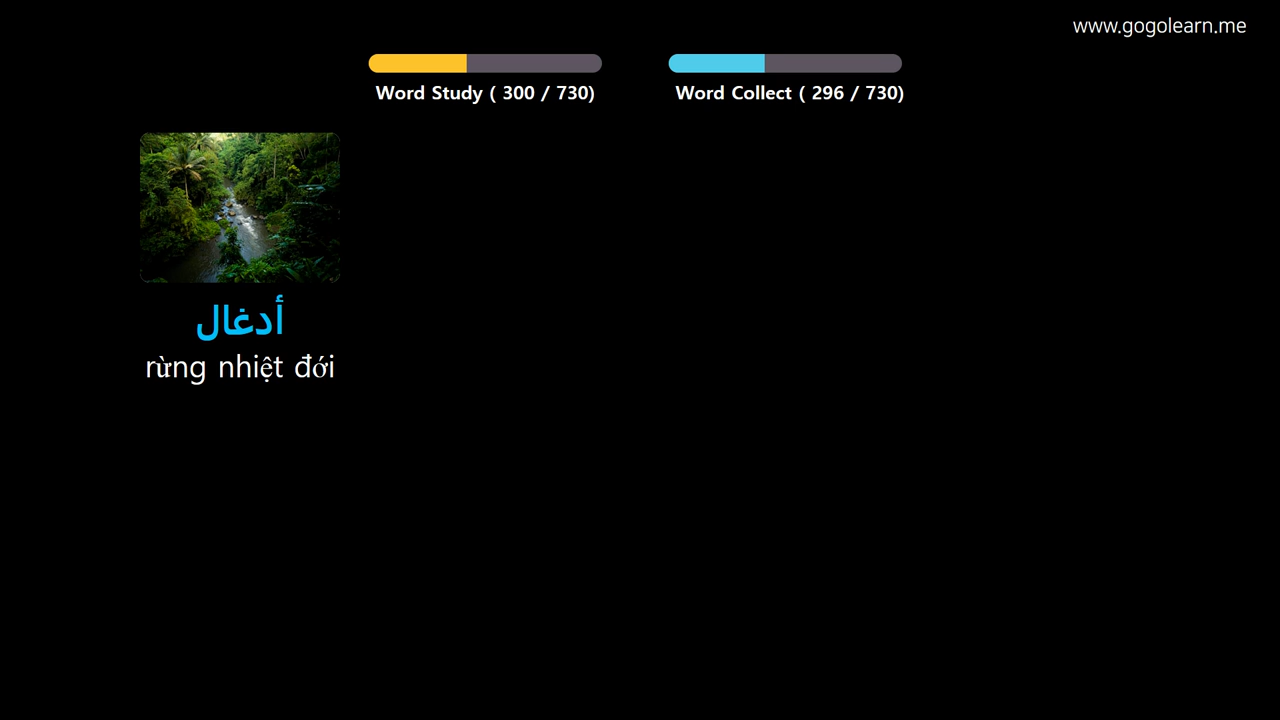 www.gogolearn.me
Word Study ( 300 / 730)
Word Collect ( 296 / 730)
أدغال
rừng nhiệt đới